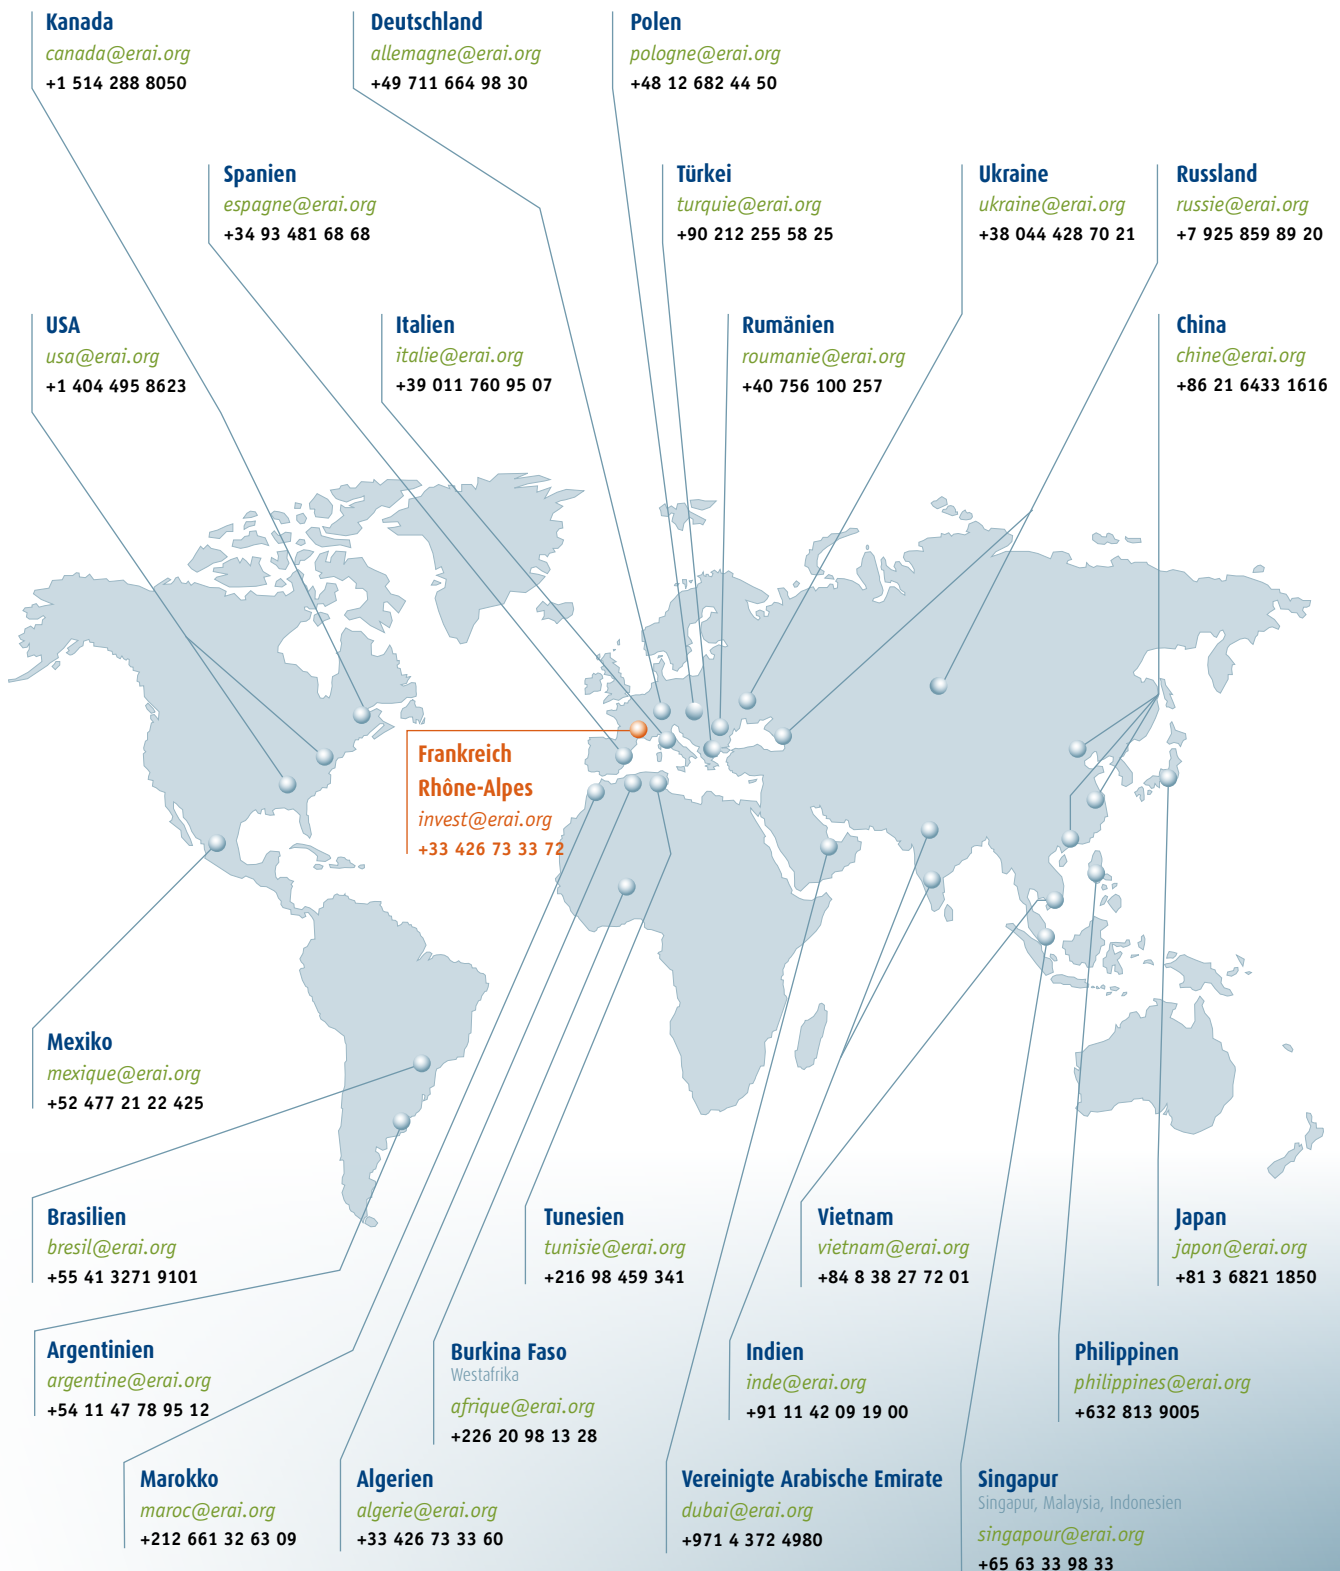 Kanada
canada@erai.org
+1 514 288 8050
Deutschland
allemagne@erai.org
+49 711 664 98 30
Polen
pologne@erai.org
+48 12 682 44 50
Spanien
espagne@erai.org
+34 93 481 68 68
Türkei
turquie@erai.org
+90 212 255 58 25
Ukraine
ukraine@erai.org
+38 044 428 70 21
Russland
russie@erai.org
+7 925 859 89 20
USA
usa@erai.org
+1 404 495 8623
Italien
italie@erai.org
+39 011 760 95 07
Rumänien
roumanie@erai.org
+40 756 100 257
China
chine@erai.org
+86 21 6433 1616
Frankreich
Rhône-Alpes
invest@erai.org
+33 426 73 33 72
Mexiko
mexique@erai.org
+52 477 21 22 425
Brasilien
bresil@erai.org
+55 41 3271 9101
Tunesien
tunisie@erai.org
+216 98 459 341
Vietnam
vietnam@erai.org
+84 8 38 27 72 01
Japan
japon@erai.org
+81 3 6821 1850
Argentinien
argentine@erai.org
+54 11 47 78 95 12
Burkina Faso
Westafrika
afrique@erai.org
+226 20 98 13 28
Indien
inde@erai.org
+91 11 42 09 19 00
Philippinen
philippines@erai.org
+632 813 9005
Marokko
maroc@erai.org
+212 661 32 63 09
Algerien
algerie@erai.org
+33 426 73 33 60
Vereinigte Arabische Emirate
dubai@erai.org
+971 4 372 4980
Singapur
Singapur, Malaysia, Indonesien
singapour@erai.org
+65 63 33 98 33